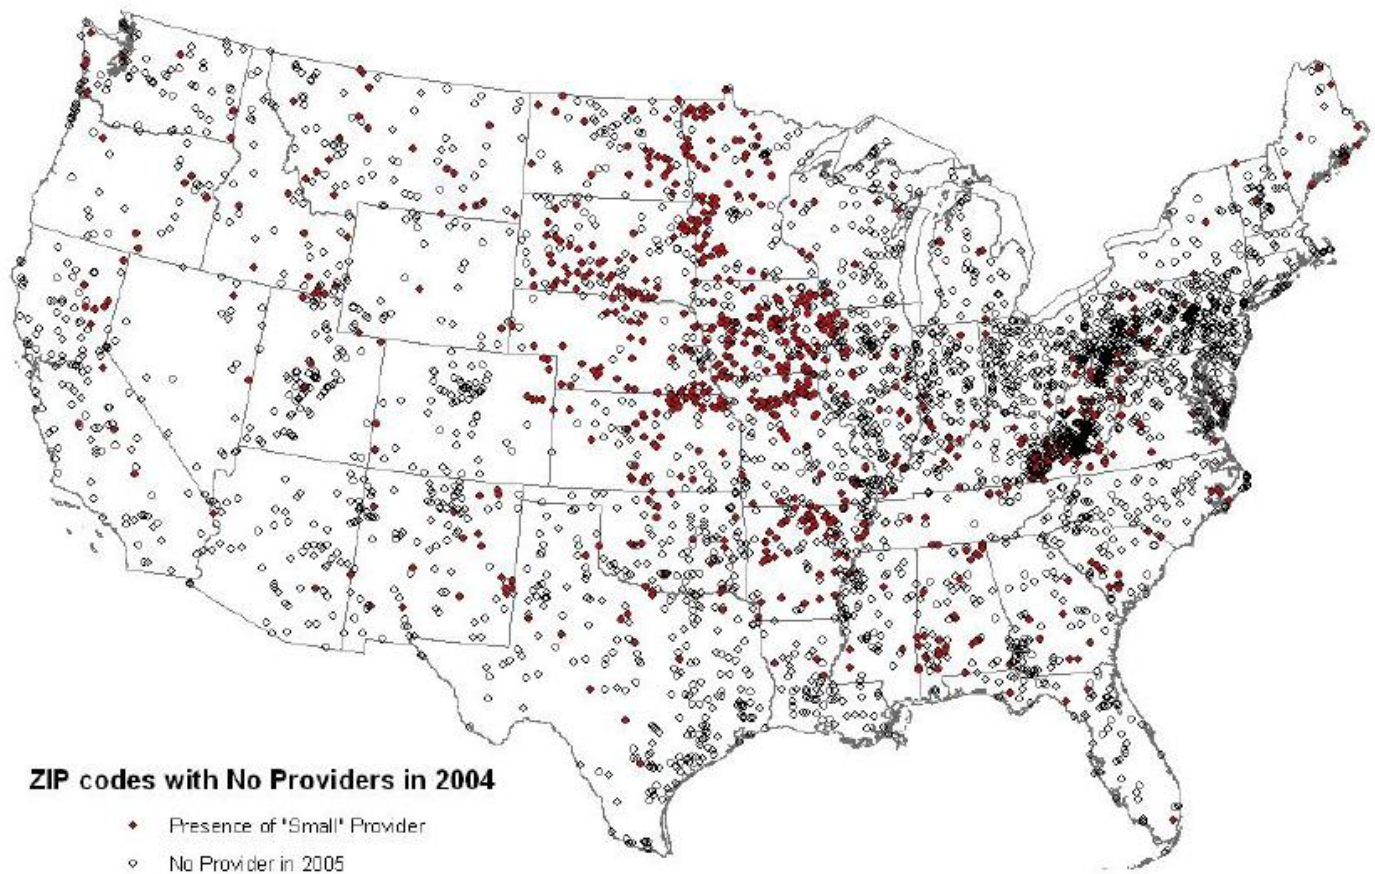 ZIP codes with No Providers in 2004
Presence of "Small" Provider
No Provider in 2005